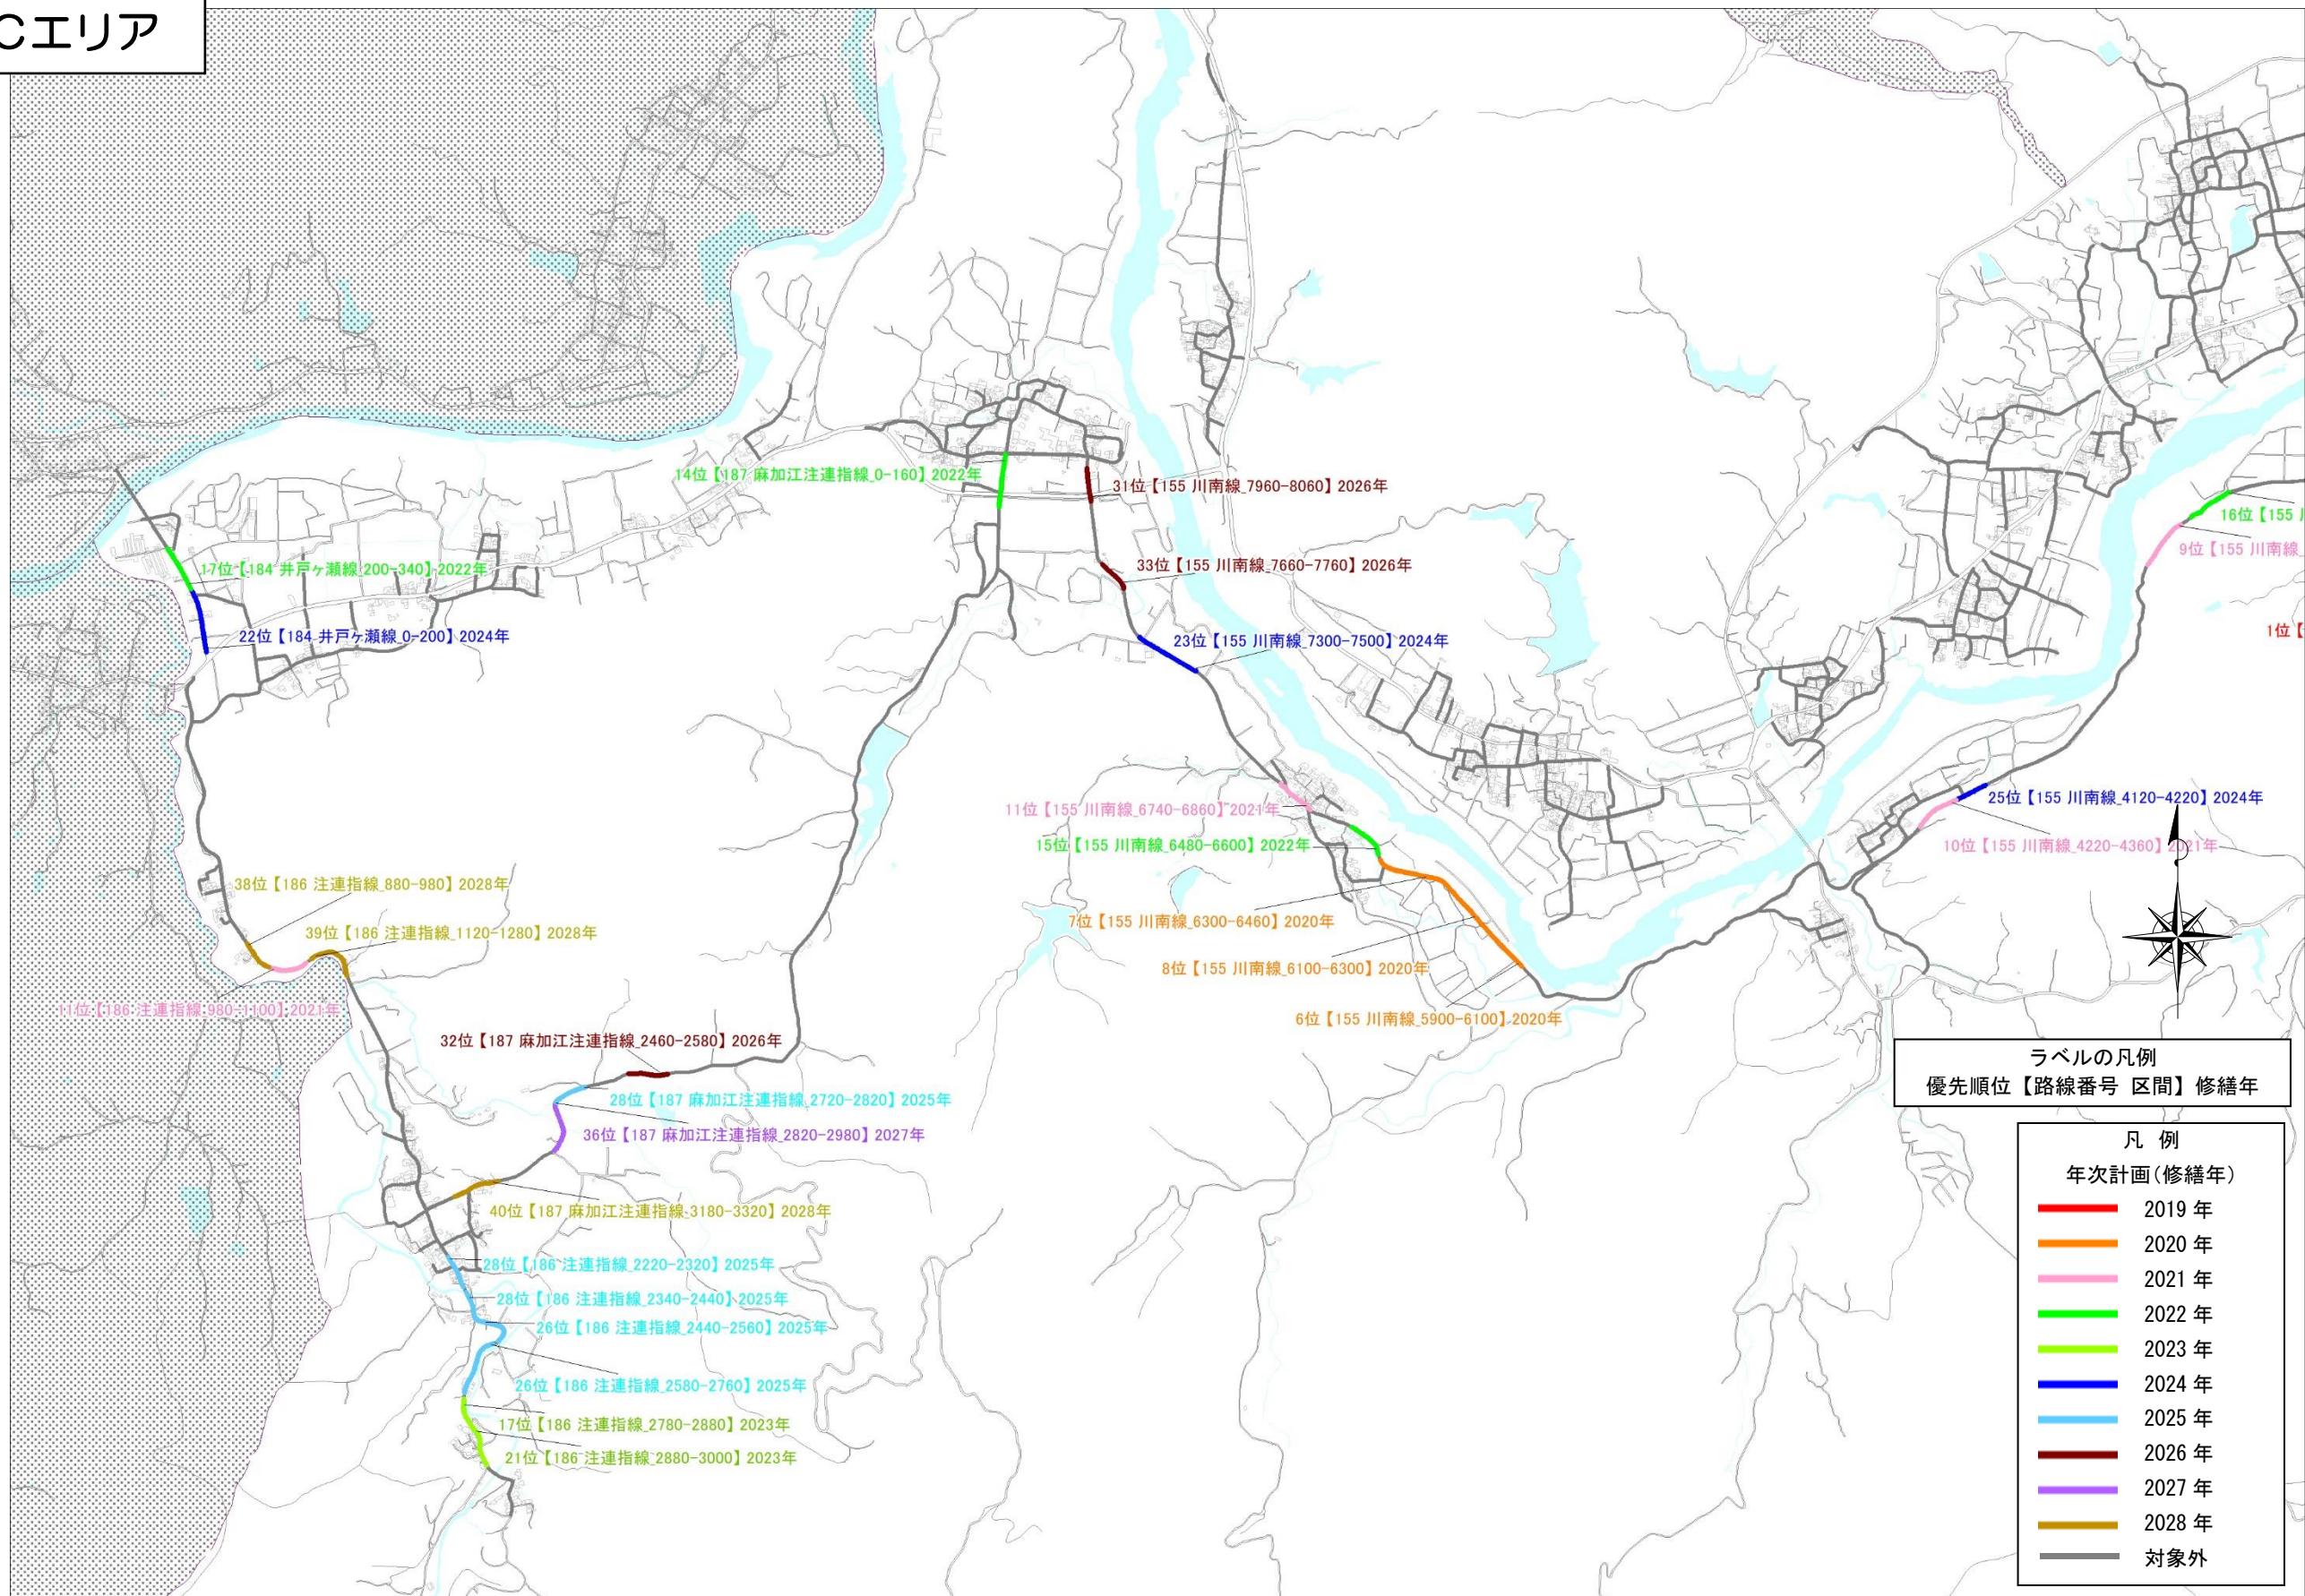 Cエリア
14位【187 麻加江注連指線_0-160】2022年
31位【155 川南線_7960-8060】2026年
16位【155
9位【155 川南線_
17位【184 井戸ヶ瀬線_200-340】2022年
33位【155 川南線_7660-7760】2026年
22位【184 井戸ヶ瀬線_0-200】2024年
23位【155 川南線_7300-7500】2024年
1位【
11位【155 川南線_6740-6860】2021年
25位【155 川南線_4120-4220】2024年
15位【155 川南線_6480-6600】2022年
10位【155 川南線_4220-4360】2021年
38位【186 注連指線_880-980】2028年
7位【155 川南線_6300-6460】2020年
39位【186 注連指線_1120-1280】2028年
8位【155 川南線_6100-6300】2020年
11位【186 注連指線_980-1100】2021年
6位【155 川南線_5900-6100】2020年
32位【187 麻加江注連指線_2460-2580】2026年
28位【187 麻加江注連指線_2720-2820】2025年
36位【187 麻加江注連指線_2820-2980】2027年
40位【187 麻加江注連指線_3180-3320】2028年
28位【186 注連指線_2220-2320】2025年
28位【186 注連指線_2340-2440】2025年
26位【186 注連指線_2440-2560】2025年
26位【186 注連指線_2580-2760】2025年
17位【186 注連指線_2780-2880】2023年
21位【186 注連指線_2880-3000】2023年
ラベルの凡例
優先順位【路線番号 区間】修繕年
凡 例
年次計画(修繕年)
2019 年
2020 年
2021 年
2022 年
2023 年
2024 年
2025 年
2026 年
2027 年
2028 年
対象外